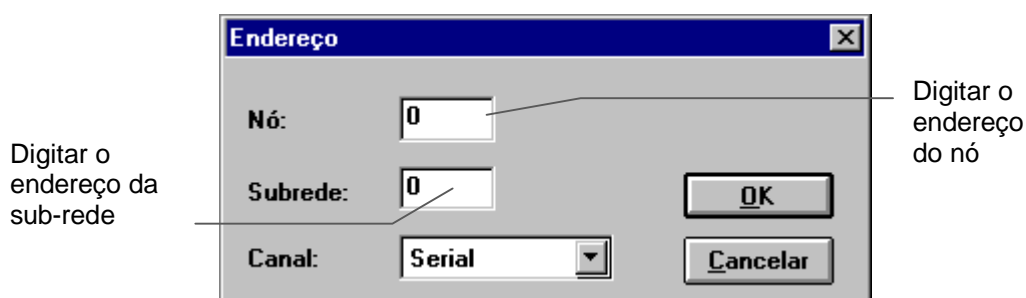 Endereço
Nó:
0
Digitar o
endereço
do nó
Digitar o
endereço da
sub-rede
Subrede:
0
OK
Canal:
Serial
Cancelar